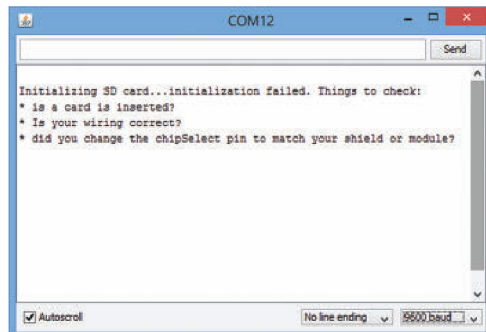 COM12
Send
Initializing SD card...initialization failed. Things to check:
* is a card is inserted?
* Is your wiring correct?
* did you change the chipSelect pin to match your shield or module?
Autoscroll
No line ending
9600 baud